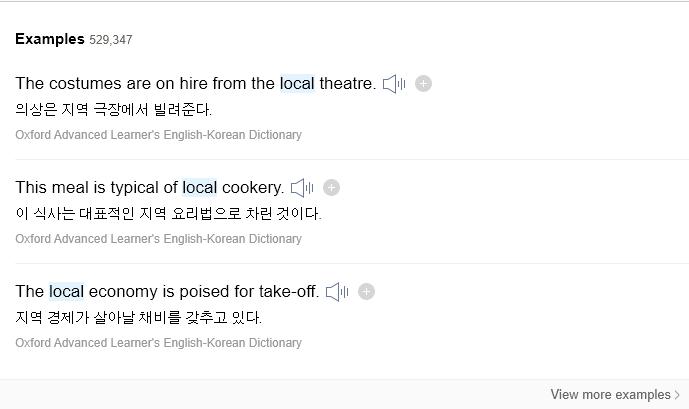 Examples 529,347
The costumes are on hire from the local theatre.
의상은 지역 극장에서 빌려준다.
Oxford Advanced Learner's English-Korean Dictionary
This meal is typical of local cookery.
이 식사는 대표적인 지역 요리법으로 차린 것이다.
Oxford Advanced Learner's English-Korean Dictionary
The local economy is poised for take-off.
지역 경제가 살아날 채비를 갖추고 있다.
Oxford Advanced Learner's English-Korean Dictionary
View more examples